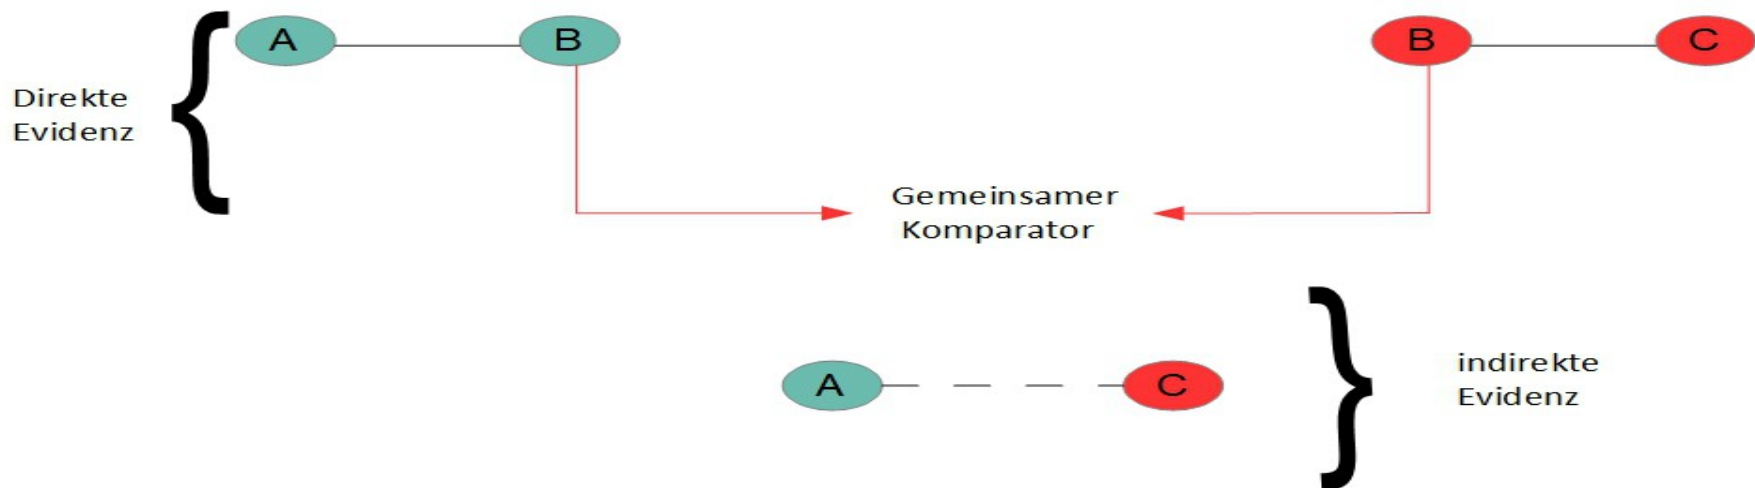 A B B C
Direkte
Evidenz
Gemeinsamer
Komparator
A C
indirekte
Evidenz